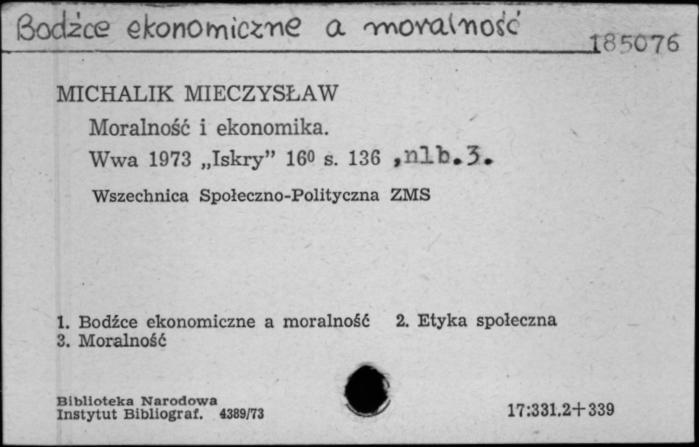 Bodźce ekonomiczne a moralność
185076
MICHALIK MIECZYSŁAW
Moralność i ekonomika.
Wwa 1973 „Iskry” 16⁰ s. 136 ,nlb.3.
Wszechnica Społeczno-Polityczna ZMS
1. Bodźce ekonomiczne a moralność 2. Etyka społeczna
3. Moralność
Biblioteka Narodowa
Instytut Bibliograf. 4389/73
17:331.2+339